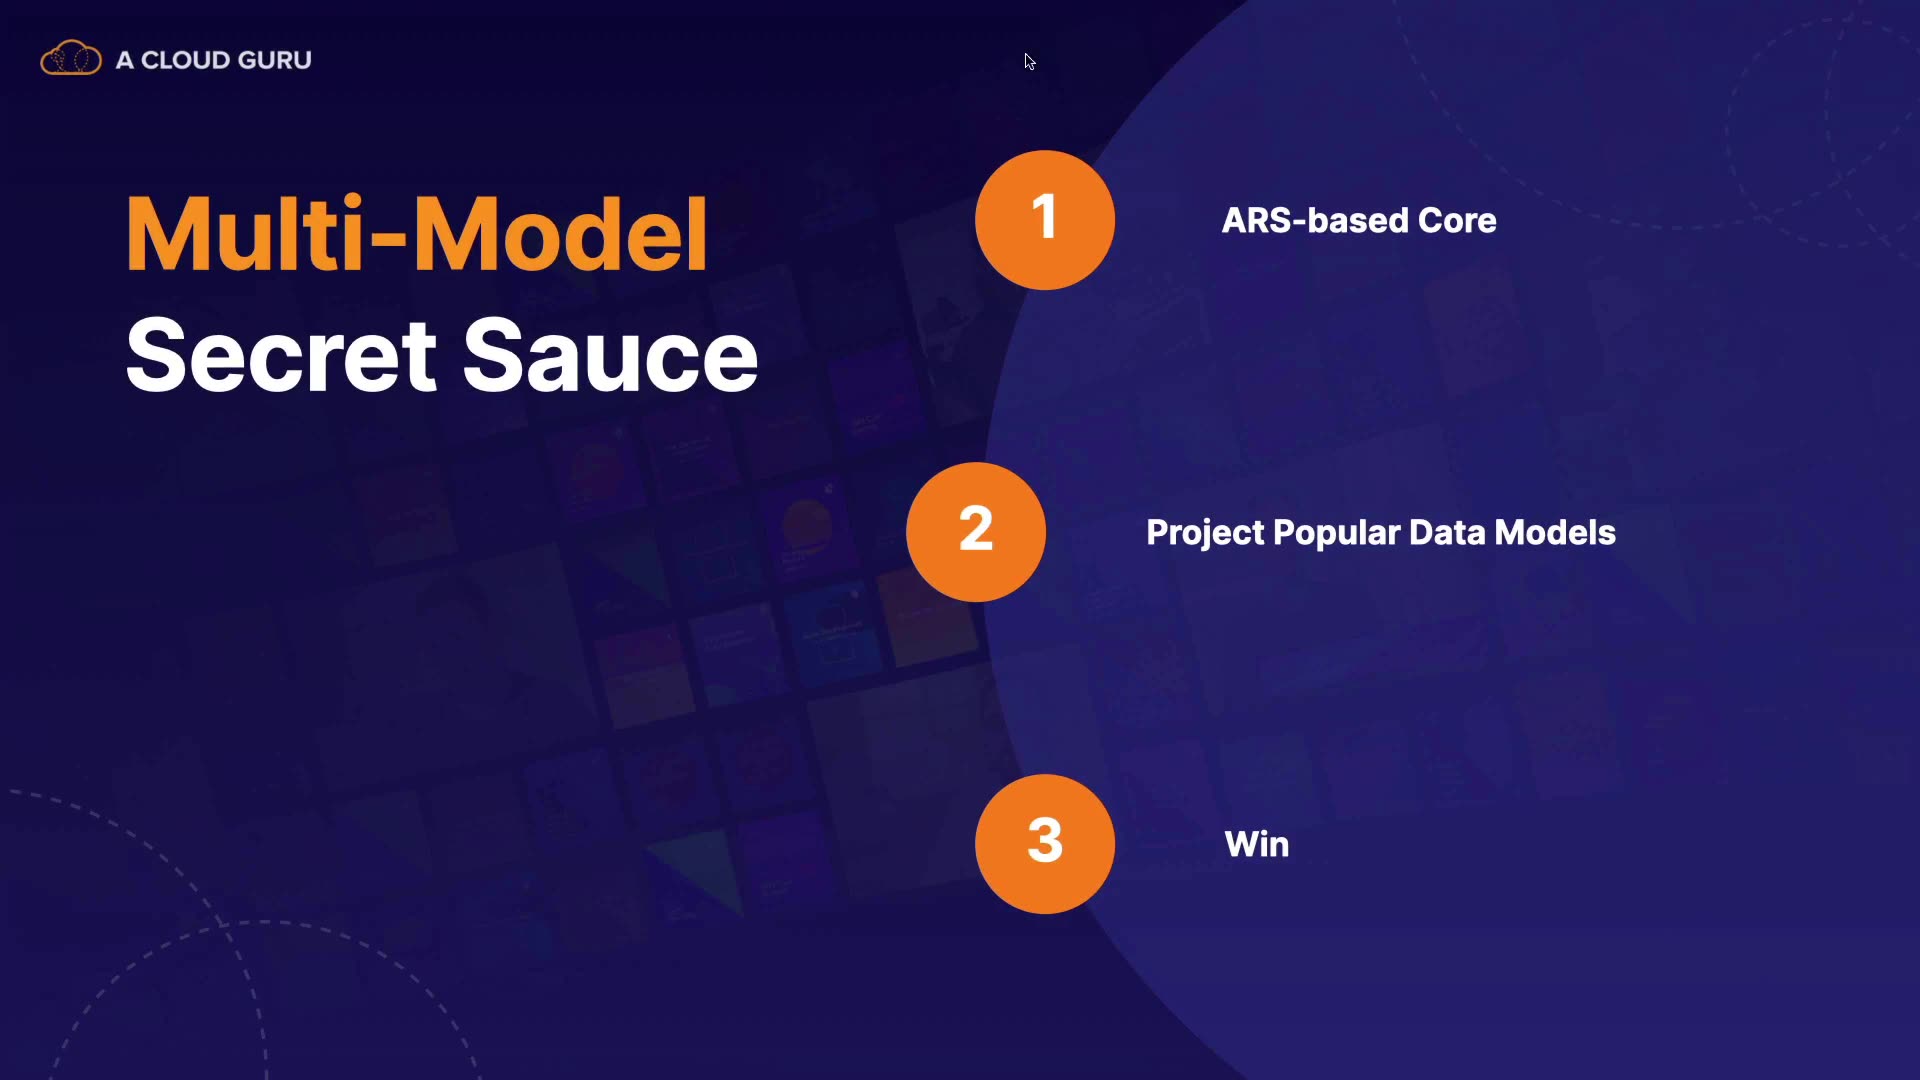 A CLOUD GURU
Multi-Model
Secret Sauce
1
ARS-based Core
2
Project Popular Data Models
3
Win